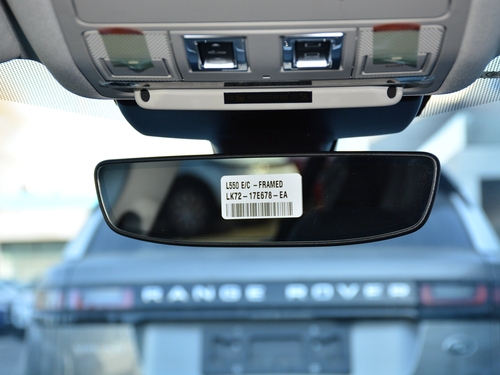 L550 E/C -FRAMED
LK72-17E678-EA
RANGE ROVER